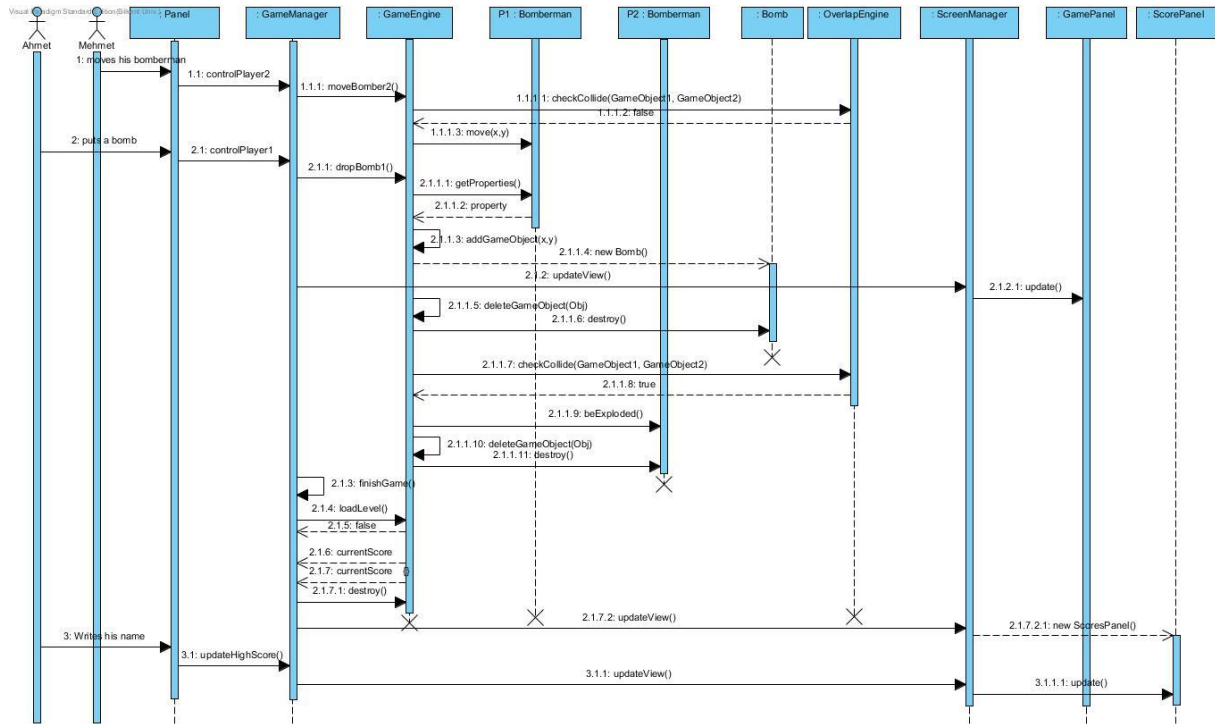 Visual Paradigm Standard Edition(Bilkent Univ.)
Ahmet
Mehmet
: Panel
: GameManager
: GameEngine
P1 : Bomberman
P2 : Bomberman
: Bomb
: OverlapEngine
: ScreenManager
: GamePanel
: ScorePanel
1: moves his bomberman
1.1: controlPlayer2
1.1.1: moveBomber2()
1.1.1.1: checkCollide(GameObject1, GameObject2)
1.1.1.2: false
1.1.1.3: move(x,y)
2: puts a bomb
2.1: controlPlayer1
2.1.1: dropBomb1()
2.1.1.1: getProperties()
2.1.1.2: property
2.1.1.3: addGameObject(x,y)
2.1.1.4: new Bomb()
2.1.2: updateView()
2.1.2.1: update()
2.1.1.5: deleteGameObject(Obj)
2.1.1.6: destroy()
2.1.1.7: checkCollide(GameObject1, GameObject2)
2.1.1.8: true
2.1.1.9: beExploded()
2.1.1.10: deleteGameObject(Obj)
2.1.1.11: destroy()
2.1.3: finishGame()
2.1.4: loadLevel()
2.1.5: false
2.1.6: currentScore
2.1.7: currentScore
2.1.7.1: destroy()
2.1.7.2: updateView()
2.1.7.2.1: new ScoresPanel()
3: Writes his name
3.1: updateHighScore()
3.1.1: updateView()
3.1.1.1: update()